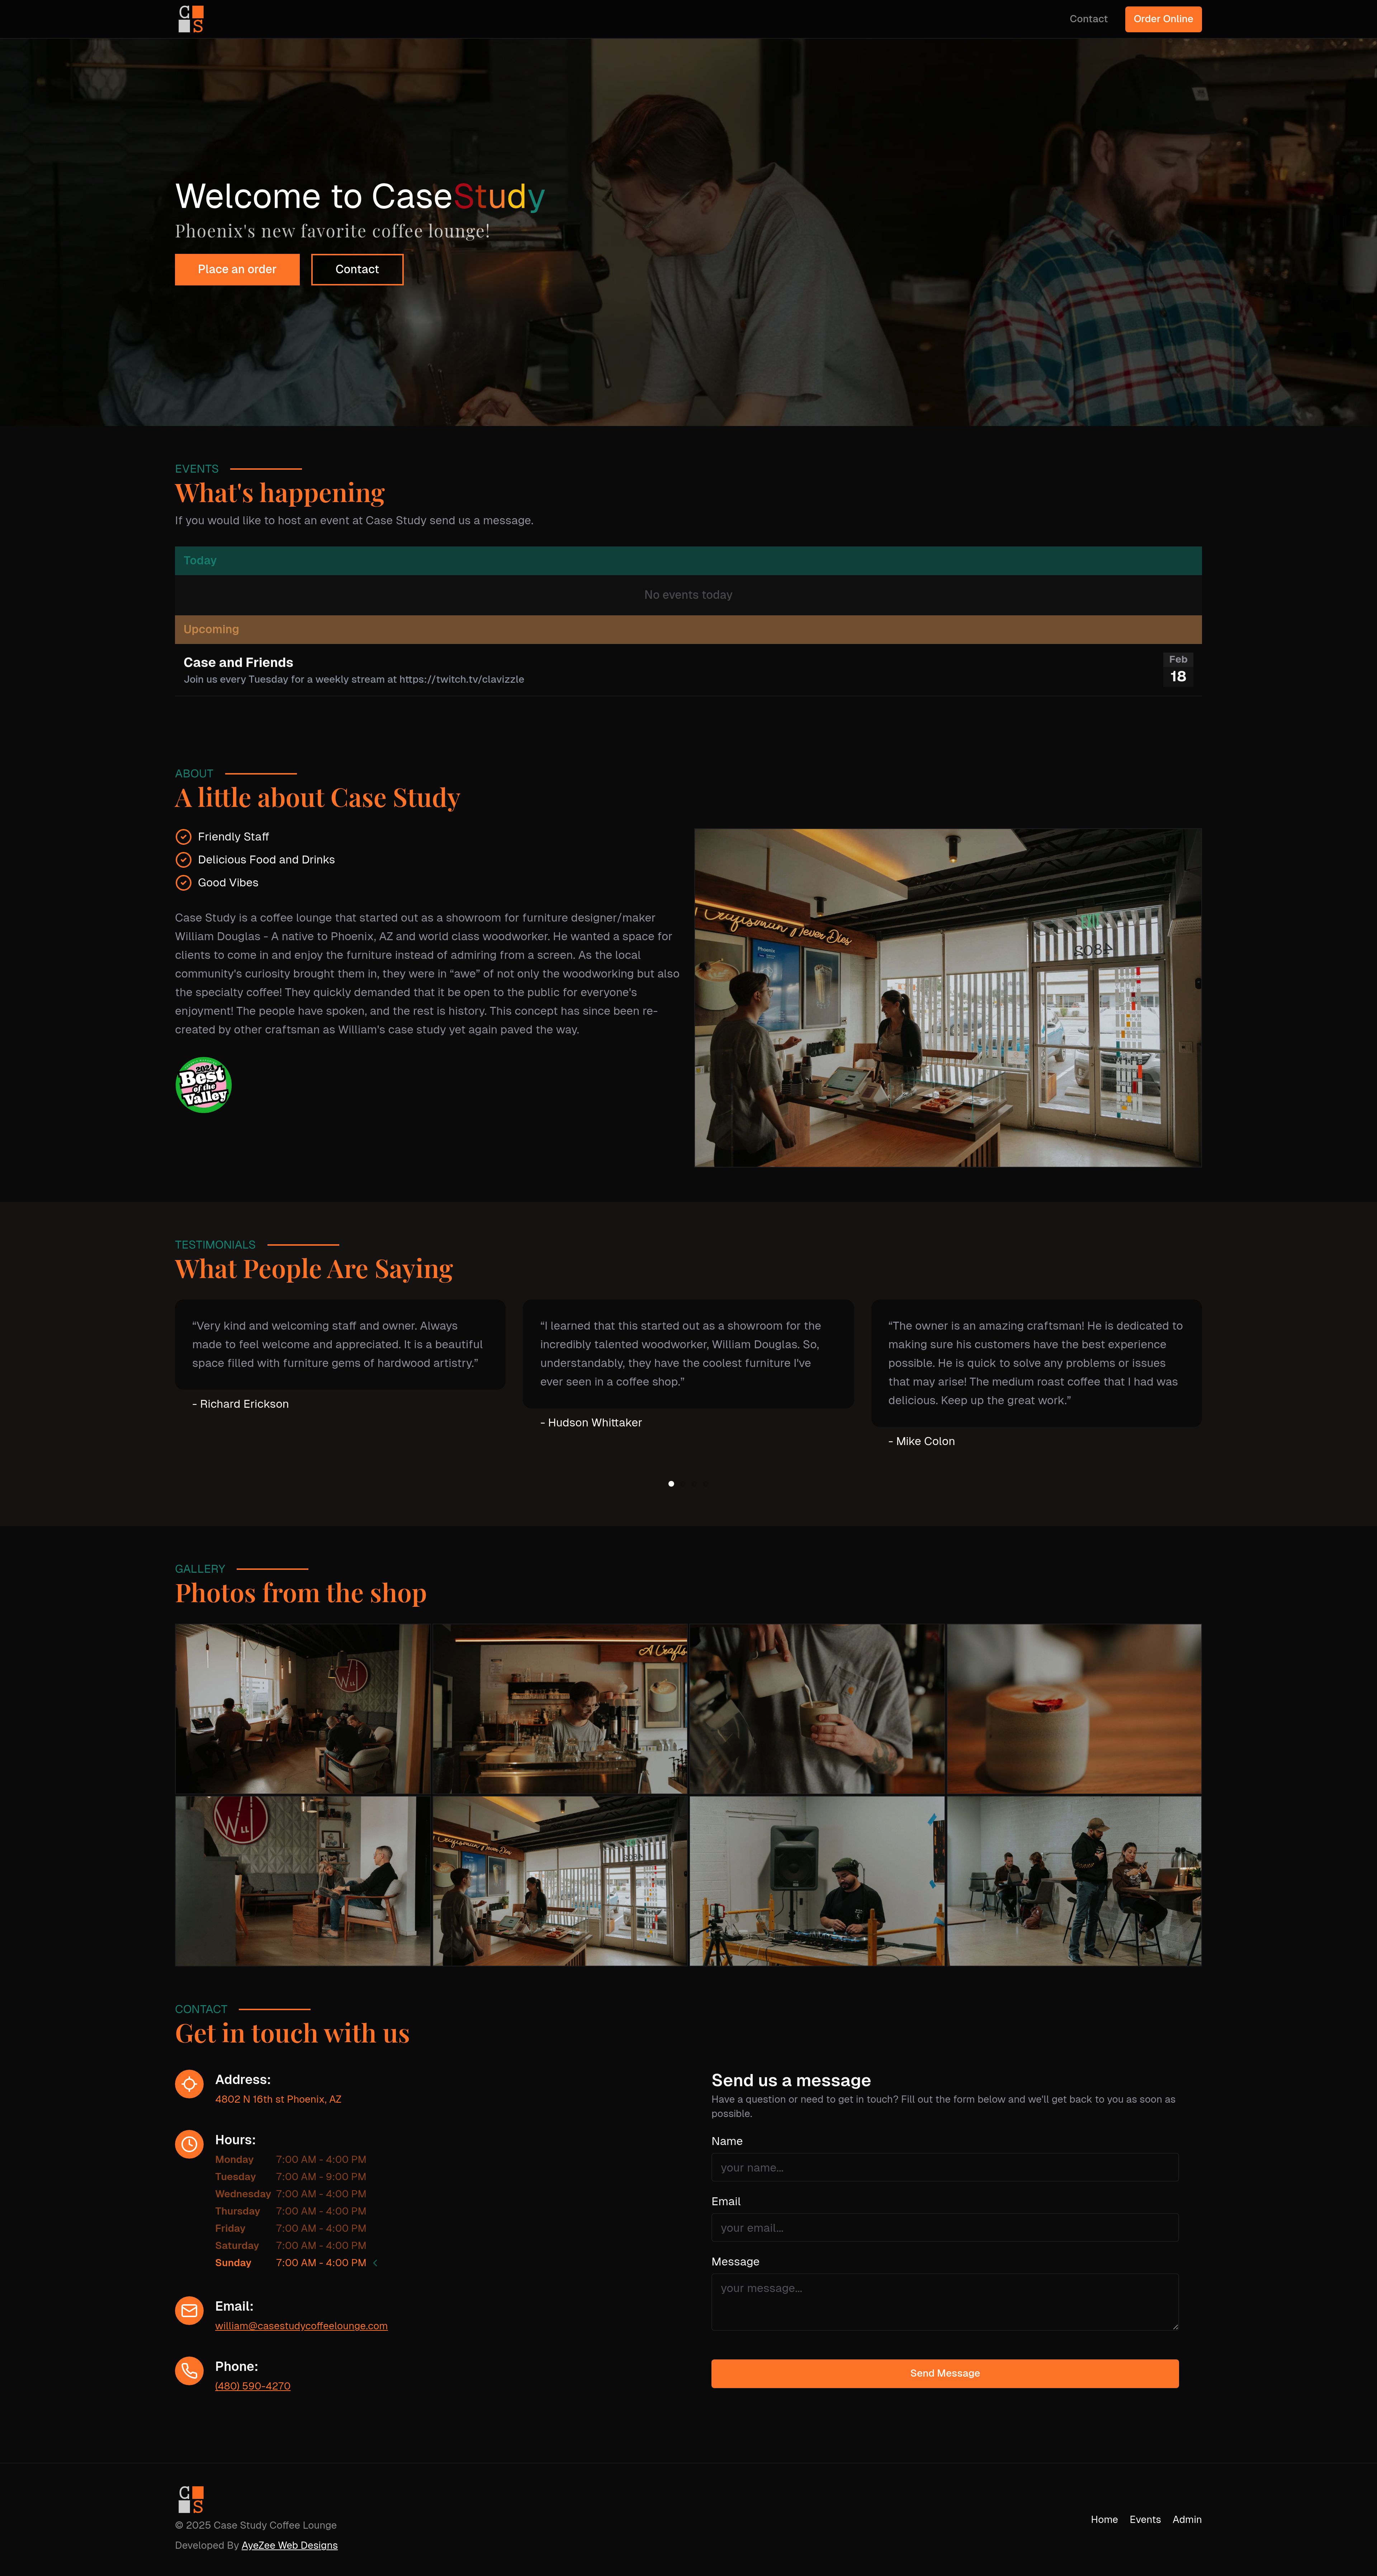 C
S
Contact
Order Online
Welcome to CaseStudy
Phoenix's new favorite coffee lounge!
Place an order
Contact
EVENTS
What's happening
If you would like to host an event at Case Study send us a message.
Today
No events today
Upcoming
Case and Friends
Join us every Tuesday for a weekly stream at https://twitch.tv/clavizzle
Feb
18
ABOUT
A little about Case Study
Friendly Staff
Delicious Food and Drinks
Good Vibes
Case Study is a coffee lounge that started out as a showroom for furniture designer/maker
William Douglas - A native to Phoenix, AZ and world class woodworker. He wanted a space for
clients to come in and enjoy the furniture instead of admiring from a screen. As the local
community's curiosity brought them in, they were in “awe” of not only the woodworking but also
the specialty coffee! They quickly demanded that it be open to the public for everyone's
enjoyment! The people have spoken, and the rest is history. This concept has since been re-
created by other craftsman as William's case study yet again paved the way.
2024
Best
of the
Valley
Craftsman Never Dies
Phoenix
4802
TESTIMONIALS
What People Are Saying
“Very kind and welcoming staff and owner. Always
made to feel welcome and appreciated. It is a beautiful
space filled with furniture gems of hardwood artistry.”
- Richard Erickson
“I learned that this started out as a showroom for the
incredibly talented woodworker, William Douglas. So,
understandably, they have the coolest furniture I've
ever seen in a coffee shop.”
- Hudson Whittaker
“The owner is an amazing craftsman! He is dedicated to
making sure his customers have the best experience
possible. He is quick to solve any problems or issues
that may arise! The medium roast coffee that I had was
delicious. Keep up the great work.”
- Mike Colon
GALLERY
Photos from the shop
Will
A Crafts
Will
Craftsman Never Dies
CONTACT
Get in touch with us
Address:
4802 N 16th st Phoenix, AZ
Hours:
Monday 7:00 AM - 4:00 PM
Tuesday 7:00 AM - 9:00 PM
Wednesday 7:00 AM - 4:00 PM
Thursday 7:00 AM - 4:00 PM
Friday 7:00 AM - 4:00 PM
Saturday 7:00 AM - 4:00 PM
Sunday 7:00 AM - 4:00 PM
Email:
william@casestudycoffeelounge.com
Phone:
(480) 590-4270
Send us a message
Have a question or need to get in touch? Fill out the form below and we'll get back to you as soon as
possible.
Name
your name...
Email
your email...
Message
your message...
Send Message
C
S
© 2025 Case Study Coffee Lounge
Developed By AyeZee Web Designs
Home
Events
Admin